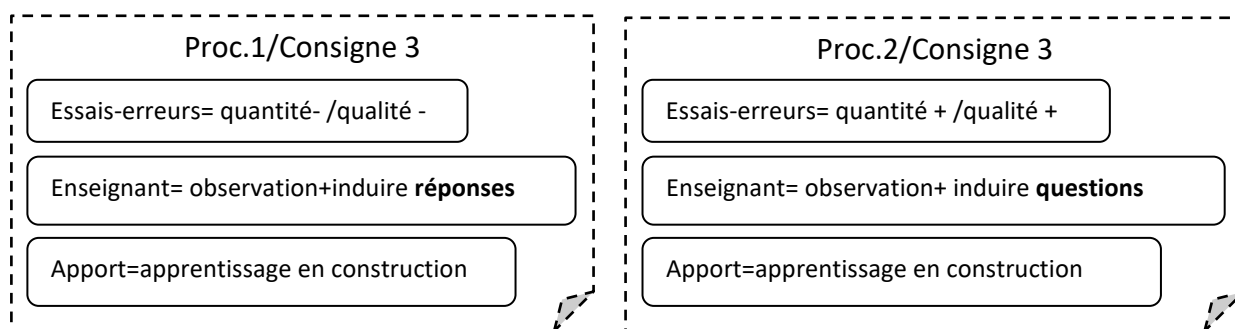 Proc.1/Consigne 3
Essais-erreurs= quantité- /qualité -
Enseignant= observation+induire réponses
Apport=apprentissage en construction
Proc.2/Consigne 3
Essais-erreurs= quantité + /qualité +
Enseignant= observation+ induire questions
Apport=apprentissage en construction